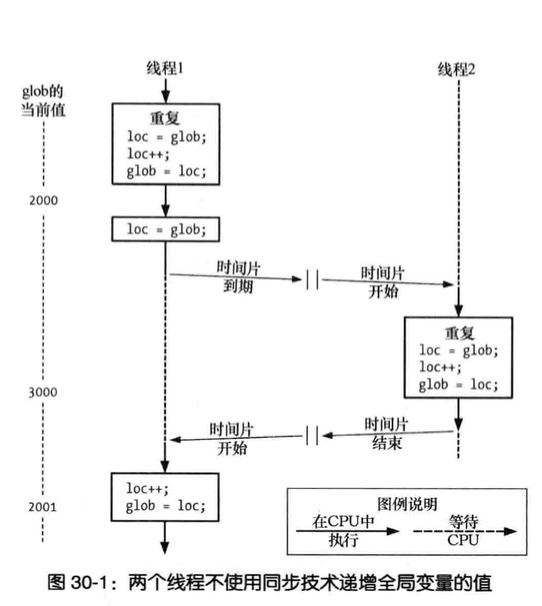 线程1
线程2
glob的
当前值
重复
loc = glob;
loc++;
glob = loc;
2000
loc = glob;
时间片
到期
时间片
开始
重复
loc = glob;
loc++;
glob = loc;
3000
时间片
开始
时间片
结束
loc++;
glob = loc;
2001
图例说明
在CPU中
执行
等待
CPU
图 30-1：两个线程不使用同步技术递增全局变量的值